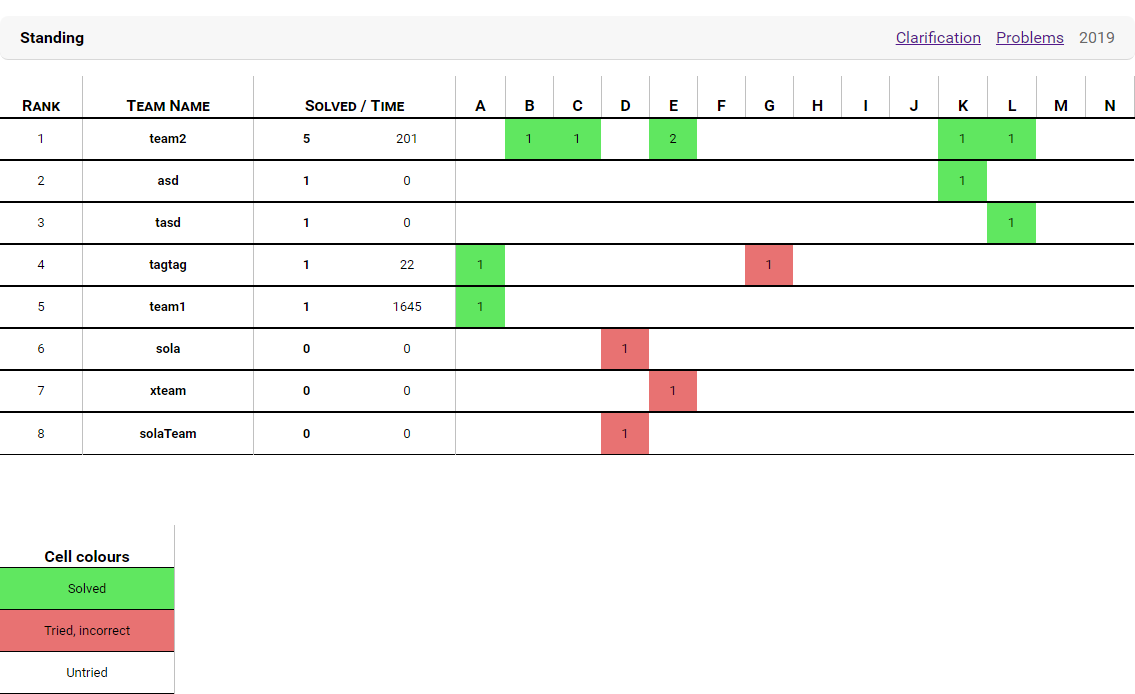 Standing Clarification Problems 2019
RANK TEAM NAME SOLVED / TIME A B C D E F G H I J K L M N
1 team2 5 201 1 1 2 1 1
2 asd 1 0 1
3 tasd 1 0 1
4 tagtag 1 22 1 1
5 team1 1 1645 1
6 sola 0 0 1
7 xteam 0 0 1
8 solaTeam 0 0 1
Cell colours
Solved
Tried, incorrect
Untried